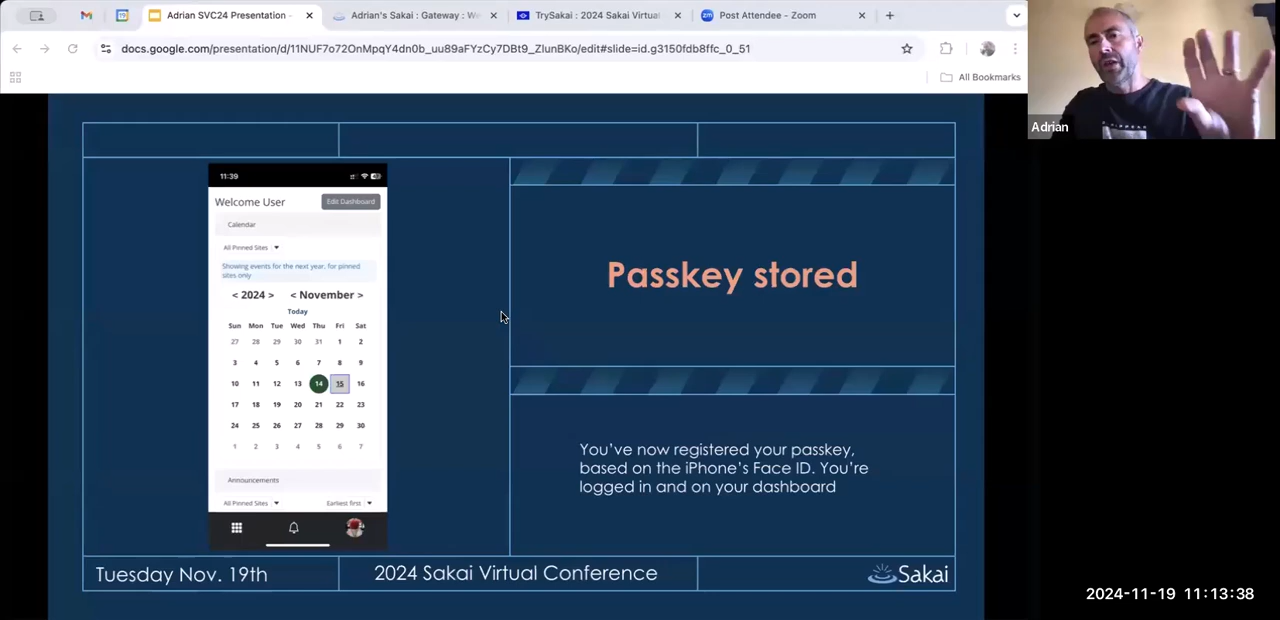 Adrian SVC24 Presentation -
Adrian's Sakai : Gateway : We
TrySakai : 2024 Sakai Virtua
Post Attendee - Zoom
docs.google.com/presentation/d/11NUF7o72OnMpqY4dn0b_uu89aFYzCy7DBt9_ZlunBKo/edit#slide=id.g3150fdb8ffc_0_51
All Bookmarks
Adrian
11:39
Welcome User
Edit Dashboard
Calendar
All Pinned Sites
Showing events for the next year, for pinned
sites only
< 2024 > < November >
Today
Sun Mon Tue Wed Thu Fri Sat
27 28 29 30 31 1 2
3 4 5 6 7 8 9
10 11 12 13 14 15 16
17 18 19 20 21 22 23
24 25 26 27 28 29 30
1 2 3 4 5 6 7
Announcements
All Pinned Sites Earliest first
Passkey stored
You've now registered your passkey,
based on the iPhone's Face ID. You're
logged in and on your dashboard
Tuesday Nov. 19th
2024 Sakai Virtual Conference
Sakai
2024-11-19 11:13:38